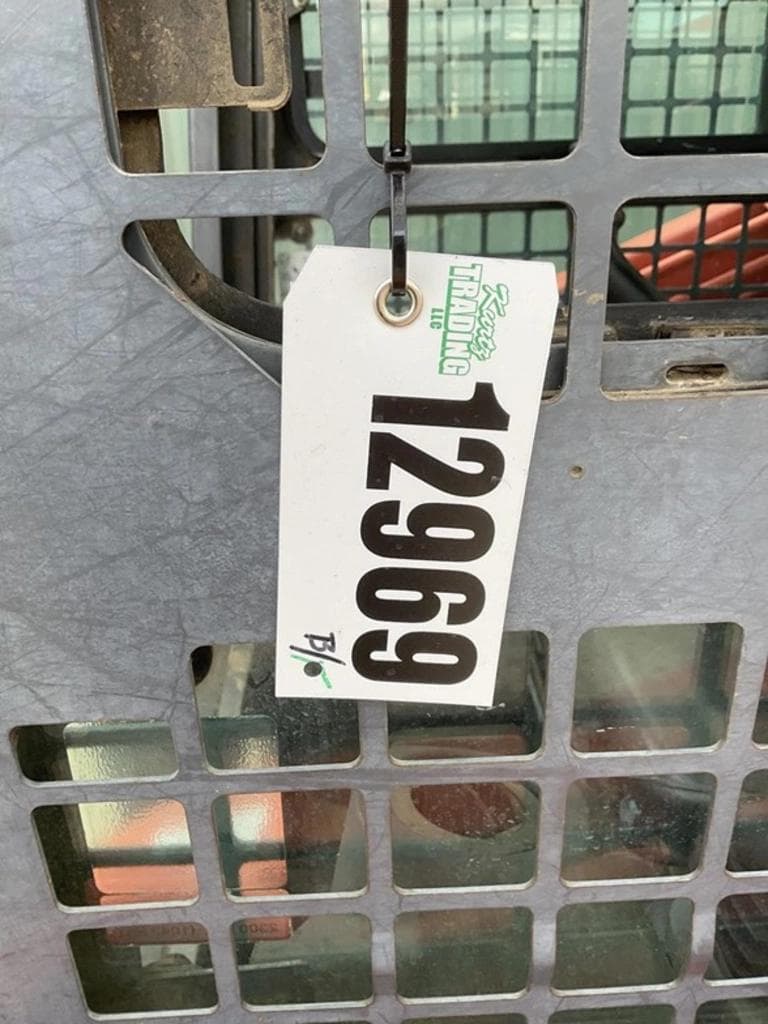 Kurtz
TRADING
LLC
12969
B/